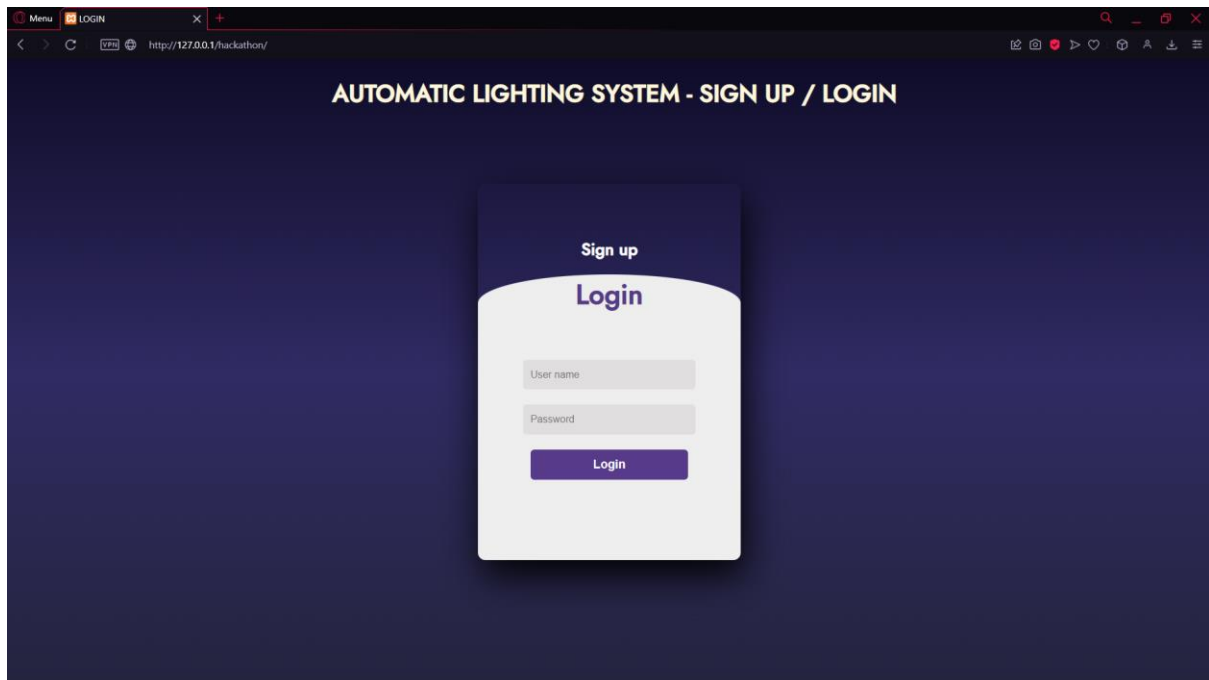 Menu LOGIN
VPN http://127.0.0.1/hackathon/
AUTOMATIC LIGHTING SYSTEM - SIGN UP / LOGIN
Sign up
Login
User name
Password
Login